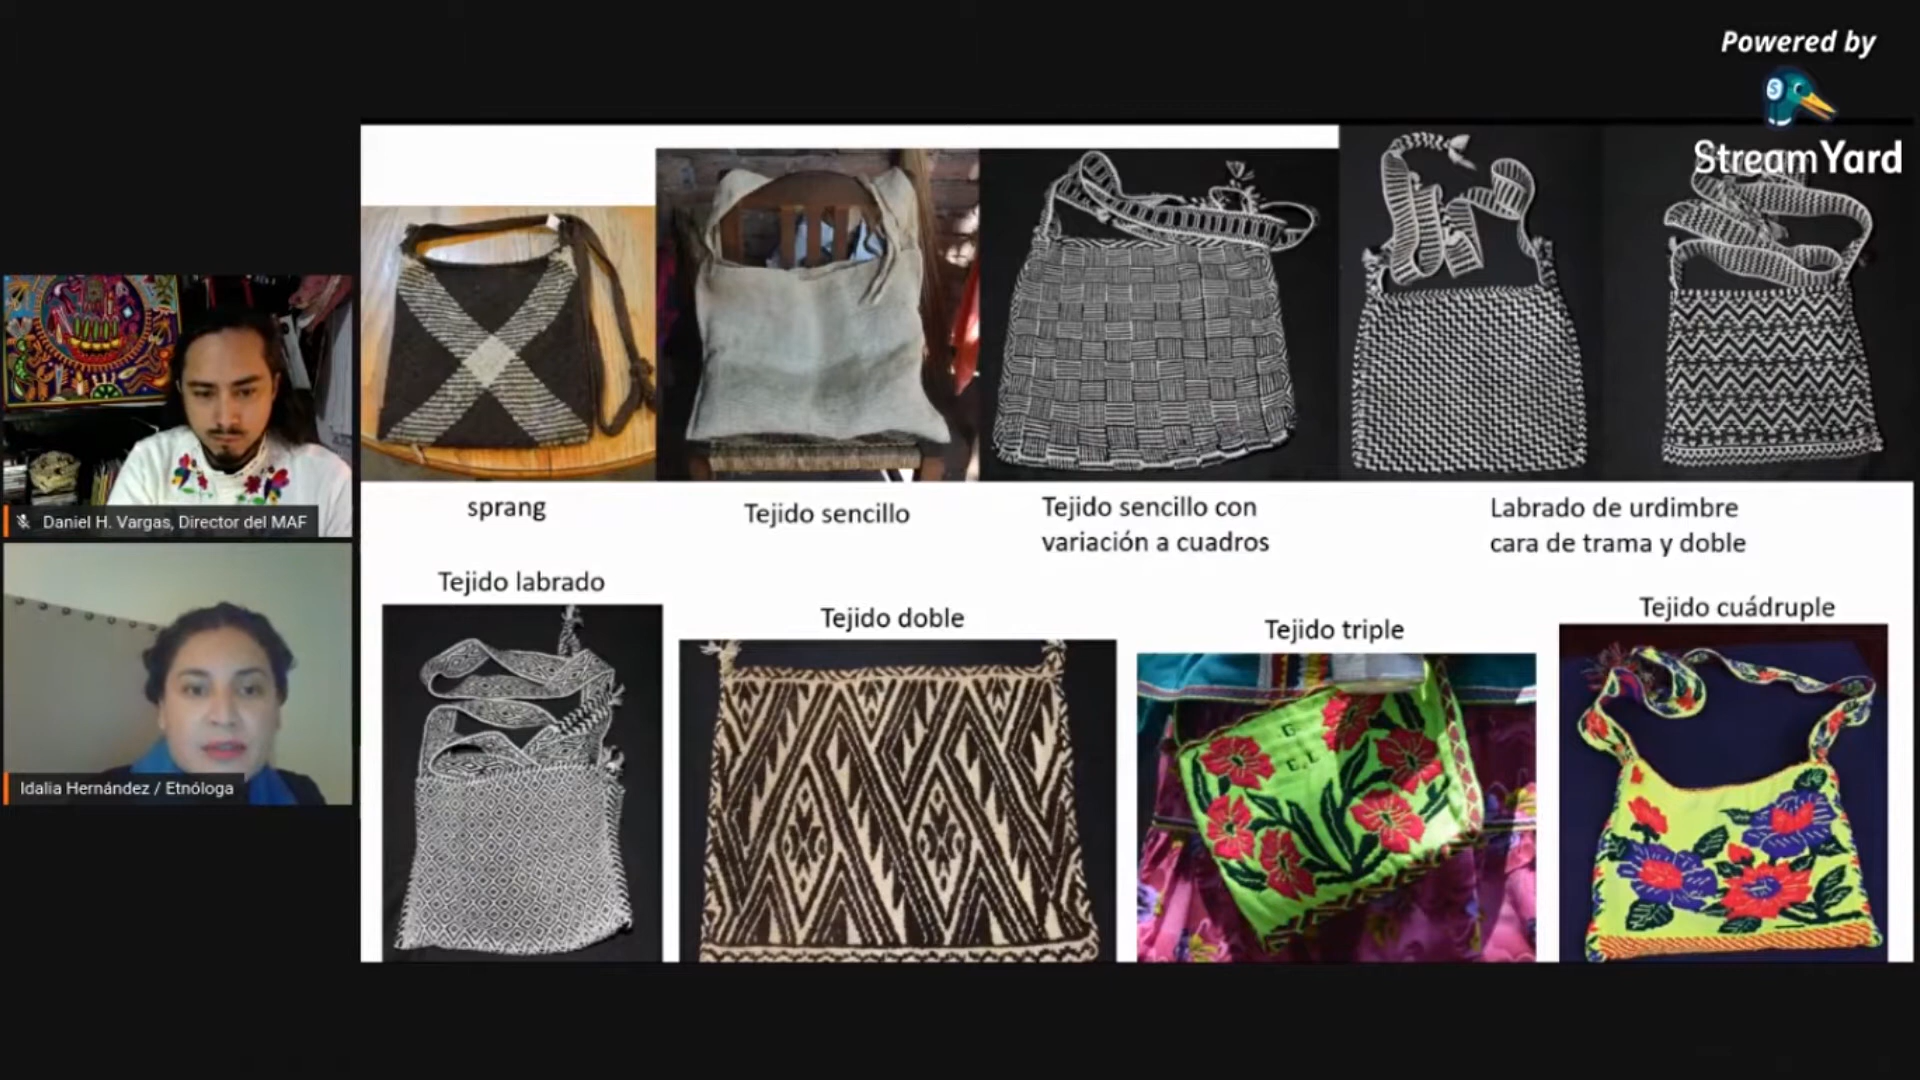 Powered by
StreamYard
sprang
Tejido sencillo
Tejido sencillo con
variación a cuadros
Labrado de urdimbre
cara de trama y doble
Daniel H. Vargas, Director del MAF
Tejido labrado
Tejido doble
Tejido triple
Tejido cuádruple
Idalia Hernández / Etnóloga